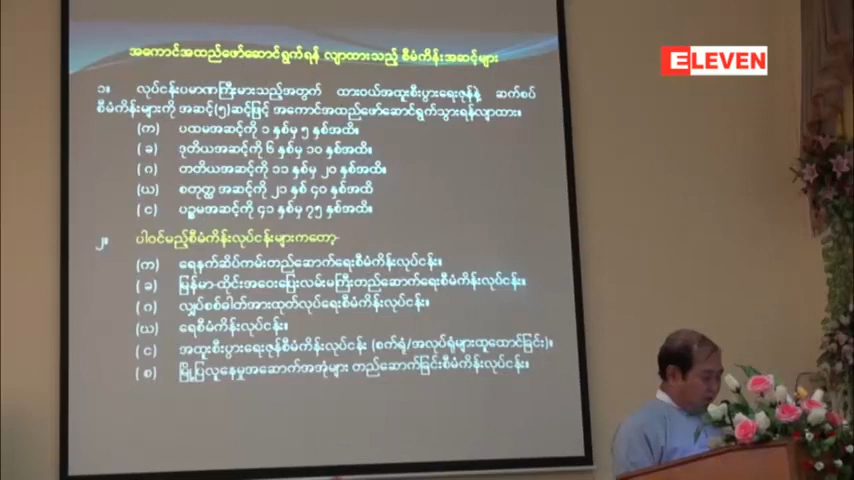 ELEVEN
အကောင်အထည်ဖော်ဆောင်ရွက်ရန် လျာထားသည့် စီမံကိန်းအဆင့်များ
၁။ လုပ်ငန်းပမာဏကြီးမားသည့်အတွက် ထားဝယ်အထူးစီးပွားရေးဇုန်နဲ့ ဆက်စပ်
စီမံကိန်းများကို အဆင့်(၅)ဆင့်ဖြင့် အကောင်အထည်ဖော်ဆောင်ရွက်သွားရန်လျာထား။
(က) ပထမအဆင့်ကို ၁ နှစ်မှ ၅ နှစ်အထိ။
(ခ) ဒုတိယအဆင့်ကို ၆ နှစ်မှ ၁၀ နှစ်အထိ။
(ဂ) တတိယအဆင့်ကို ၁၁ နှစ်မှ ၂၀ နှစ်အထိ။
(ဃ) စတုတ္ထ အဆင့်ကို ၂၁ နှစ် ၄၀ နှစ်အထိ
(င) ပဉ္စမအဆင့်ကို ၄၁ နှစ်မှ ၇၅ နှစ်အထိ။
၂။ ပါဝင်မည့်စီမံကိန်းလုပ်ငန်းများကတော့-
(က) ရေနက်ဆိပ်ကမ်းတည်ဆောက်ရေးစီမံကိန်းလုပ်ငန်း။
(ခ) မြန်မာ-ထိုင်းအဝေးပြေးလမ်းမကြီးတည်ဆောက်ရေးစီမံကိန်းလုပ်ငန်း။
(ဂ) လျှပ်စစ်ဓါတ်အားထုတ်လုပ်ရေးစီမံကိန်းလုပ်ငန်း။
(ဃ) ရေစီမံကိန်းလုပ်ငန်း။
(င) အထူးစီးပွားရေးဇုန်စီမံကိန်းလုပ်ငန်း (စက်ရုံ/အလုပ်ရုံများထူထောင်ခြင်း)။
(စ) မြို့ပြလူနေမှုအဆောက်အအုံများ တည်ဆောက်ခြင်းစီမံကိန်းလုပ်ငန်း။